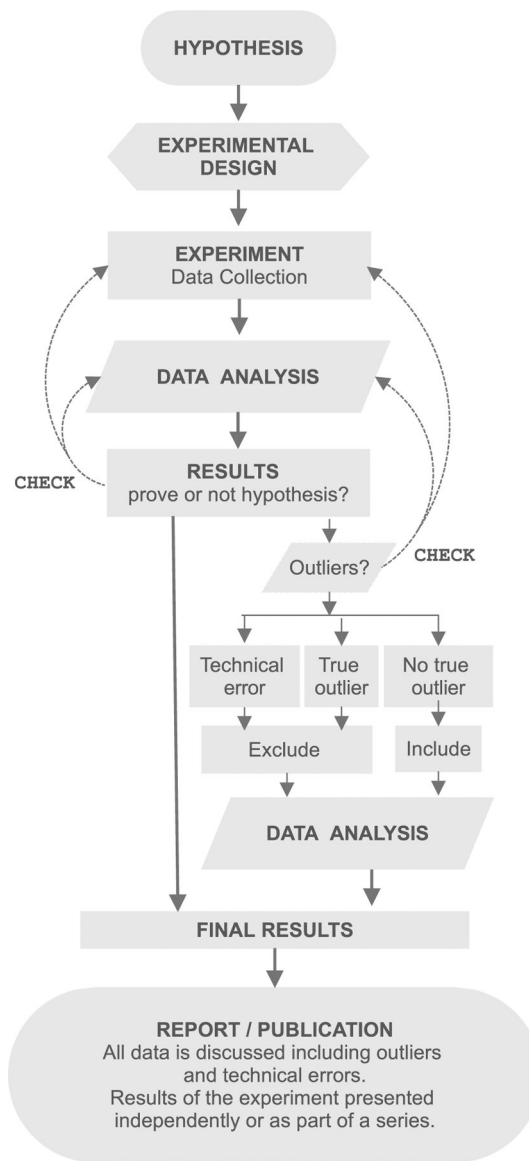 HYPOTHESIS
EXPERIMENTAL
DESIGN
EXPERIMENT
Data Collection
DATA ANALYSIS
RESULTS
prove or not hypothesis?
CHECK
Outliers?
CHECK
Technical
error
True
outlier
No true
outlier
Exclude
Include
DATA ANALYSIS
FINAL RESULTS
REPORT / PUBLICATION
All data is discussed including outliers
and technical errors.
Results of the experiment presented
independently or as part of a series.